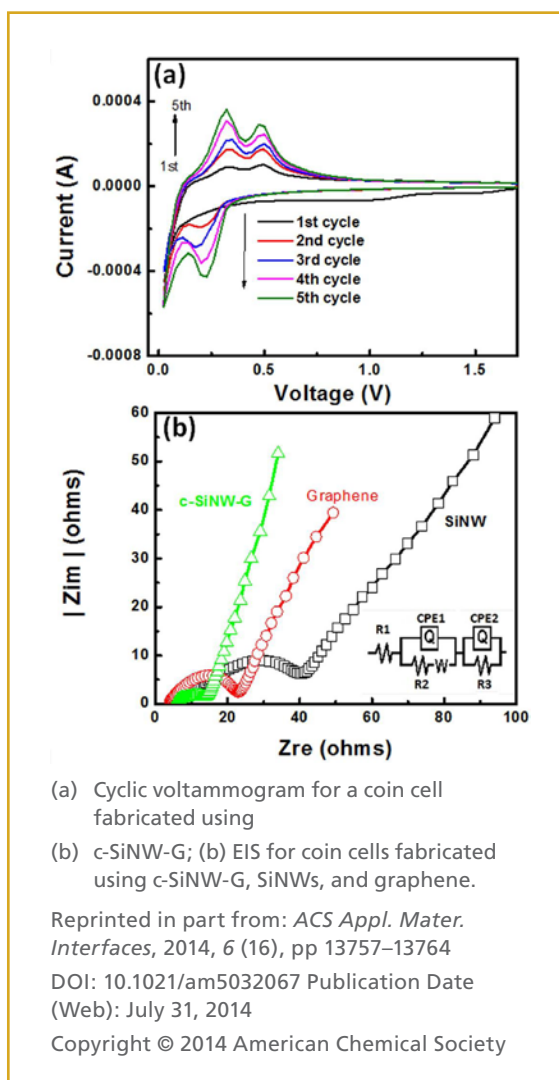 (a)
5th
1st
0.0004
0.0000
-0.0004
-0.0008
Current (A)
1st cycle
2nd cycle
3rd cycle
4th cycle
5th cycle
0.0 0.5 1.0 1.5
Voltage (V)
(b)
60
50
40
30
20
10
0
| Zim | (ohms)
c-SiNW-G
Graphene
SiNW
R1
CPE1
Q
R2
W
CPE2
Q
R3
0 20 40 60 80 100
Zre (ohms)
(a) Cyclic voltammogram for a coin cell
fabricated using
(b) c-SiNW-G; (b) EIS for coin cells fabricated
using c-SiNW-G, SiNWs, and graphene.
Reprinted in part from: ACS Appl. Mater.
Interfaces, 2014, 6 (16), pp 13757–13764
DOI: 10.1021/am5032067 Publication Date
(Web): July 31, 2014
Copyright © 2014 American Chemical Society